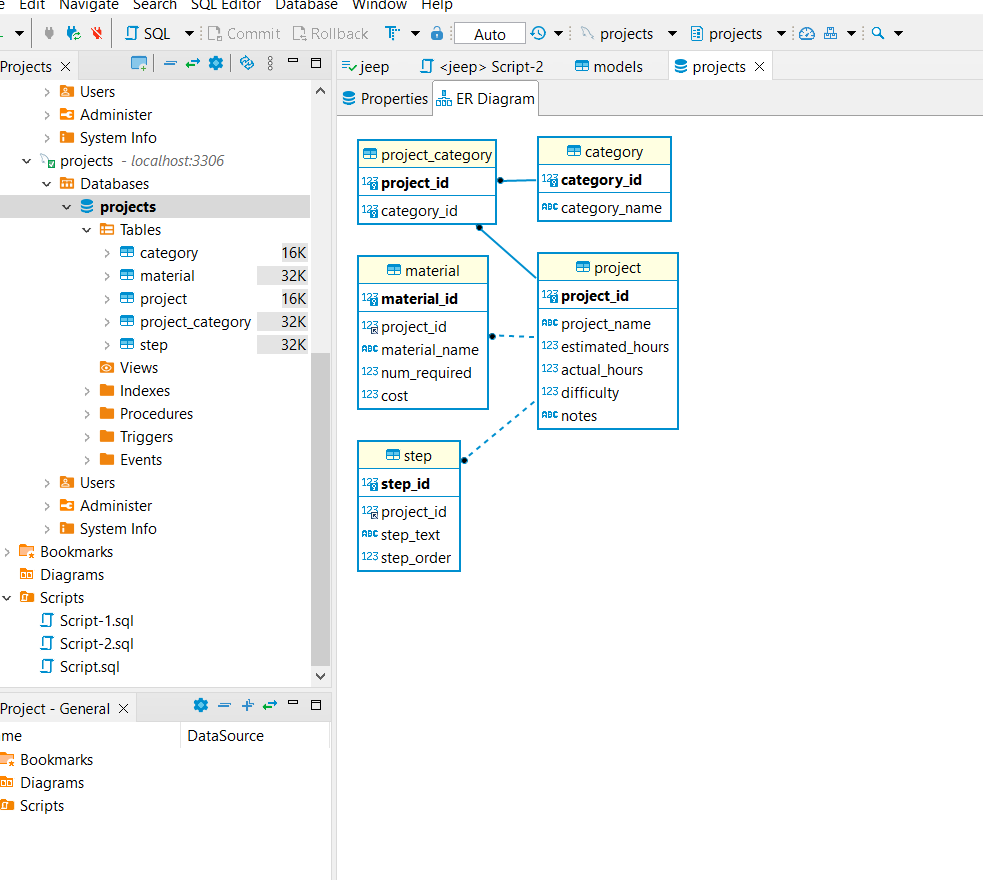 Edit Navigate Search SQL Editor Database Window Help
SQL Commit Rollback Auto projects projects
Projects
Users
Administer
System Info
projects - localhost:3306
Databases
projects
Tables
category 16K
material 32K
project 16K
project_category 32K
step 32K
Views
Indexes
Procedures
Triggers
Events
Users
Administer
System Info
Bookmarks
Diagrams
Scripts
Script-1.sql
Script-2.sql
Script.sql
Project - General
me DataSource
Bookmarks
Diagrams
Scripts
jeep <jeep> Script-2 models projects
Properties ER Diagram
project_category
123 project_id
123 category_id
category
123 category_id
ABC category_name
material
123 material_id
123 project_id
ABC material_name
123 num_required
123 cost
project
123 project_id
ABC project_name
123 estimated_hours
123 actual_hours
123 difficulty
ABC notes
step
123 step_id
123 project_id
ABC step_text
123 step_order